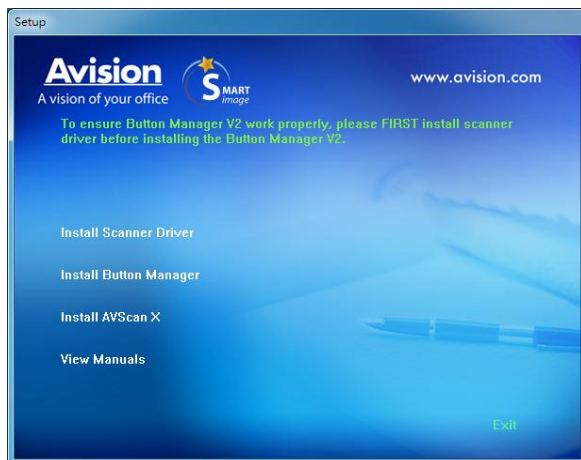 Setup
Avision
SMART
image
www.avision.com
A vision of your office
To ensure Button Manager V2 work properly, please FIRST install scanner
driver before installing the Button Manager V2.
Install Scanner Driver
Install Button Manager
Install AVScan X
View Manuals
Exit